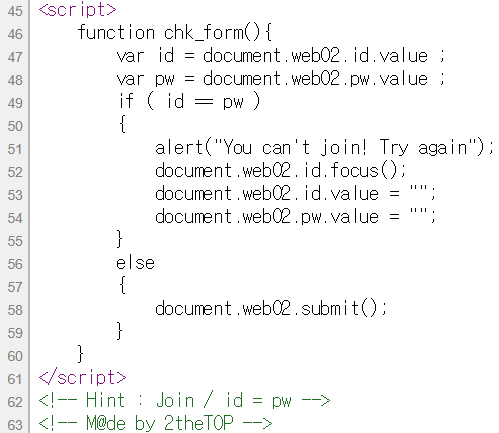 45 <script>
46 function chk_form(){
47 var id = document.web02.id.value ;
48 var pw = document.web02.pw.value ;
49 if ( id == pw )
50 {
51 alert("You can't join! Try again");
52 document.web02.id.focus();
53 document.web02.id.value = "";
54 document.web02.pw.value = "";
55 }
56 else
57 {
58 document.web02.submit();
59 }
60 }
61 </script>
62 <!-- Hint : Join / id = pw -->
63 <!-- M@de by 2theT0P -->